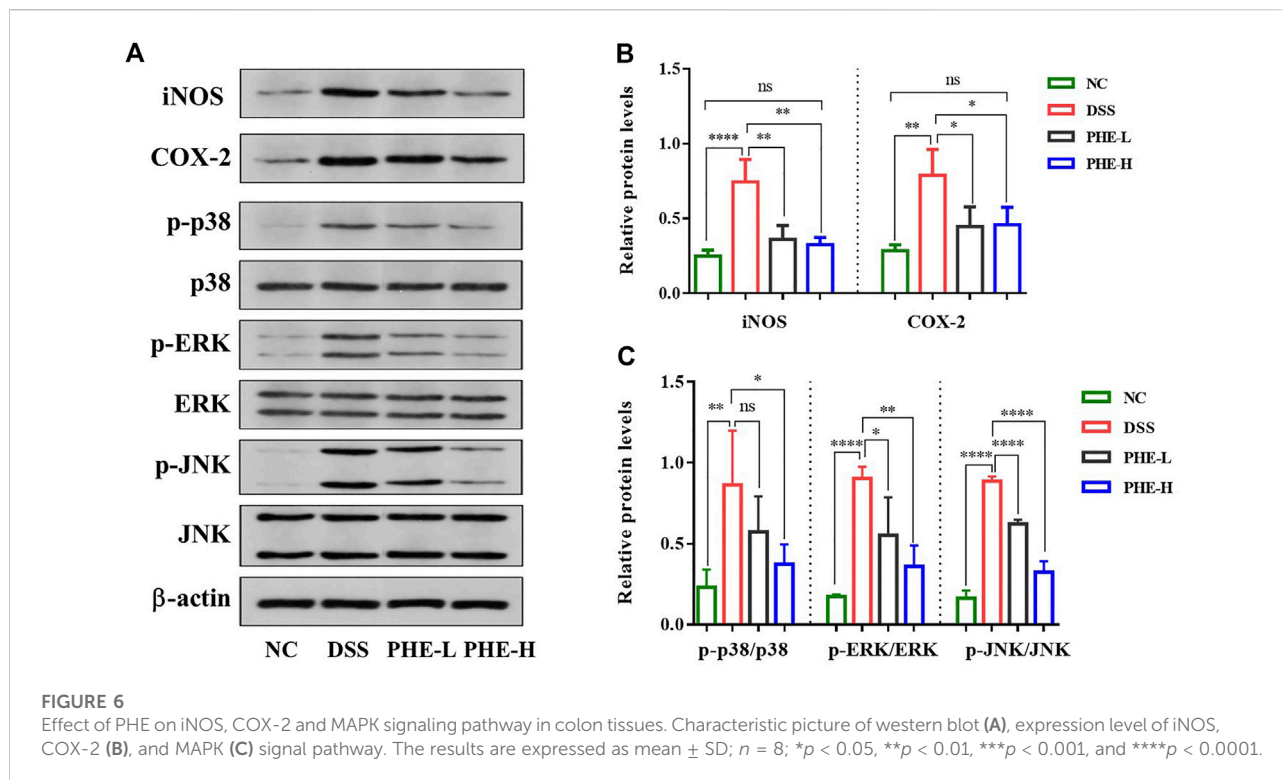 A
iNOS
COX-2
p-p38
p38
p-ERK
ERK
p-JNK
JNK
β-actin
NC DSS PHE-L PHE-H
B
Relative protein levels
1.5
1.0
0.5
0.0
ns
**
****
**
ns
*
**
*
iNOS COX-2
NC
DSS
PHE-L
PHE-H
C
Relative protein levels
1.5
1.0
0.5
0.0
*
**
ns
**
****
*
****
****
****
p-p38/p38 p-ERK/ERK p-JNK/JNK
NC
DSS
PHE-L
PHE-H
FIGURE 6
Effect of PHE on iNOS, COX-2 and MAPK signaling pathway in colon tissues. Characteristic picture of western blot (A), expression level of iNOS,
COX-2 (B), and MAPK (C) signal pathway. The results are expressed as mean ± SD; n = 8; *p < 0.05, **p < 0.01, ***p < 0.001, and ****p < 0.0001.